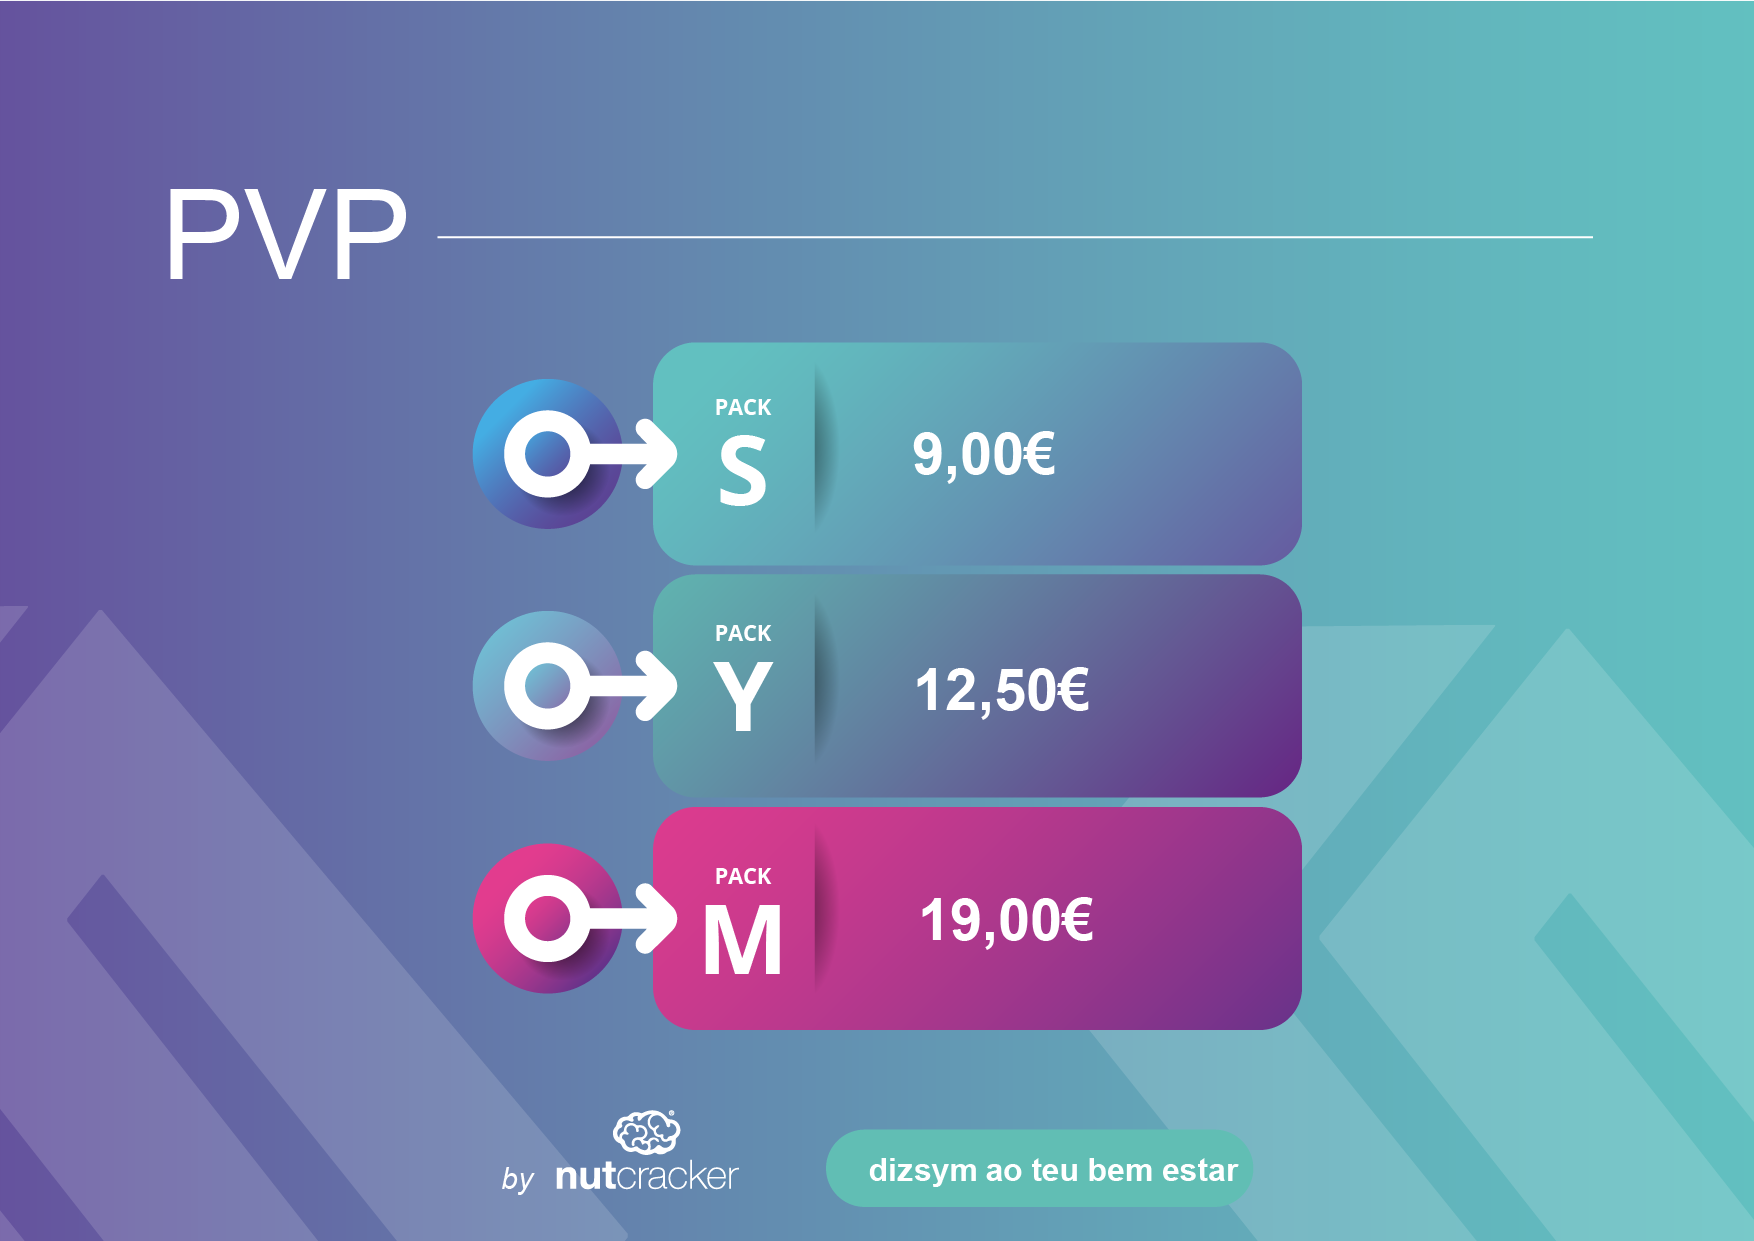 PVP
PACK
S
9,00€
PACK
Y
12,50€
PACK
M
19,00€
by nutcracker®
dizsym ao teu bem estar